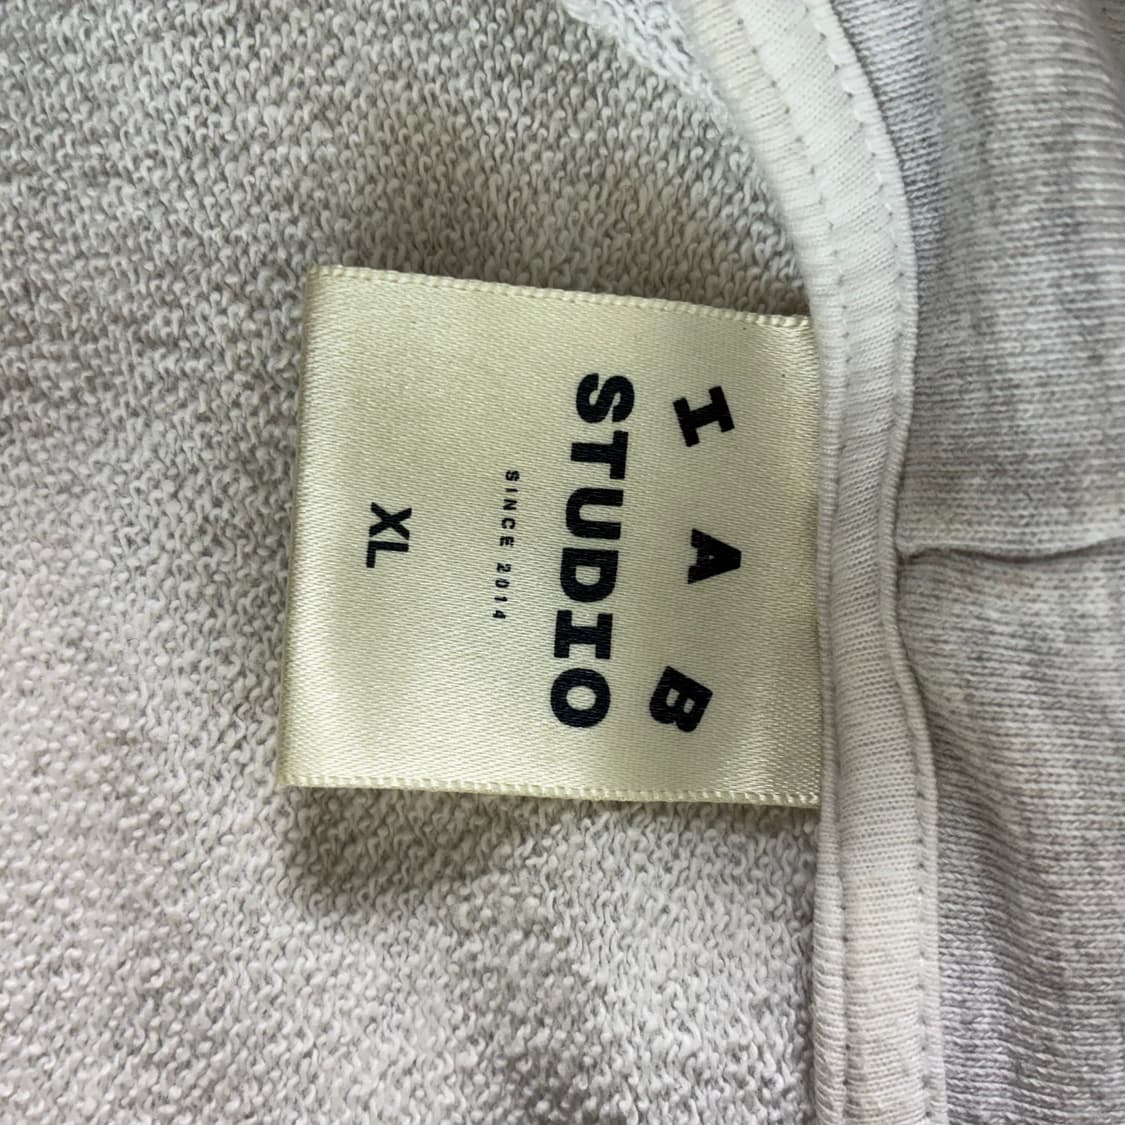 I A B
STUDIO
SINCE 2014
XL